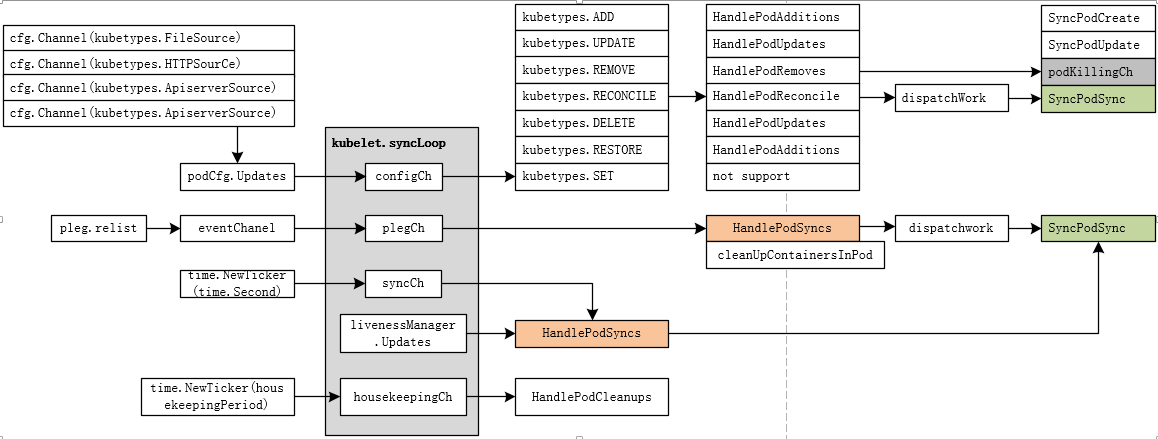 cfg.Channel(kubetypes.FileSource)
cfg.Channel(kubetypes.HTTPSourCe)
cfg.Channel(kubetypes.ApiserverSource)
cfg.Channel(kubetypes.ApiserverSource)
kubetypes.ADD
kubetypes.UPDATE
kubetypes.REMOVE
kubetypes.RECONCILE
kubetypes.DELETE
kubetypes.RESTORE
kubetypes.SET
HandlePodAdditions
HandlePodUpdates
HandlePodRemoves
HandlePodReconcile
HandlePodUpdates
HandlePodAdditions
not support
dispatchWork
SyncPodCreate
SyncPodUpdate
podKillingCh
SyncPodSync
kubelet.syncLoop
podCfg.Updates
configCh
pleg.relist
eventChanel
plegCh
HandlePodSyncs
cleanUpContainersInPod
dispatchwork
SyncPodSync
time.NewTicker
(time.Second)
syncCh
livenessManager
.Updates
HandlePodSyncs
time.NewTicker(hous
ekeepingPeriod)
housekeepingCh
HandlePodCleanups